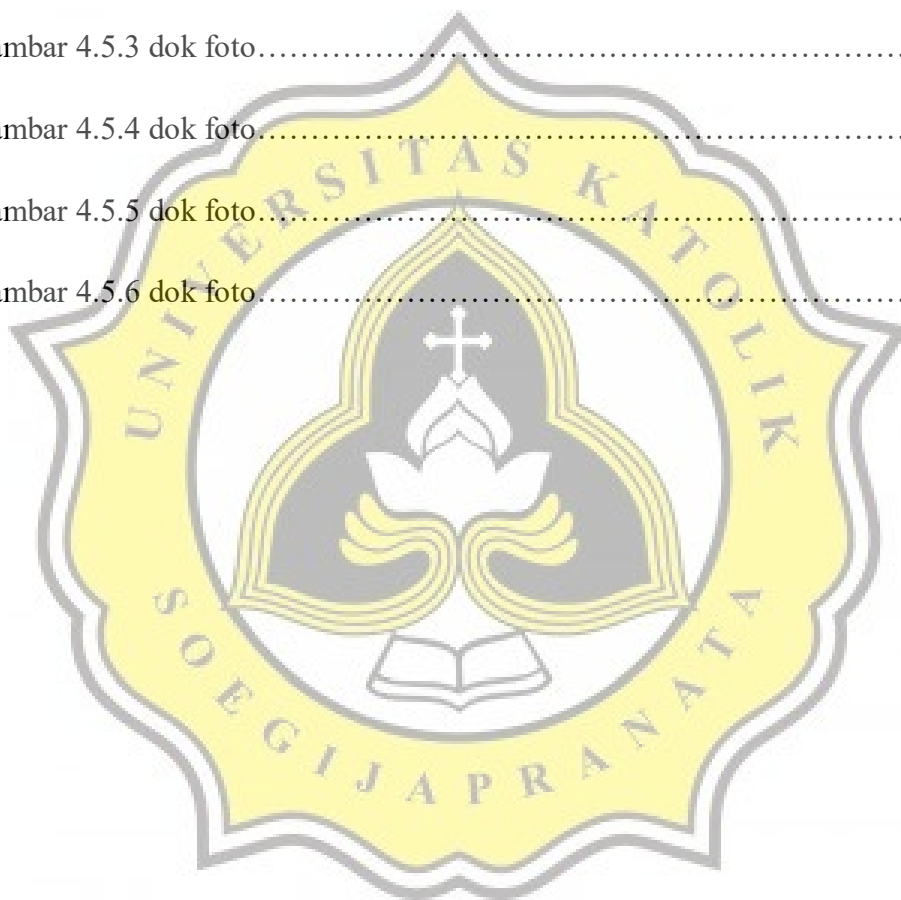 ambar 4.5.3 dok foto……………………………………………………………
ambar 4.5.4 dok foto……………………………………………………………
ambar 4.5.5 dok foto……………………………………………………………
ambar 4.5.6 dok foto……………………………………………………………
UNIVERSITAS KATOLIK
SOEGIJAPRANATA